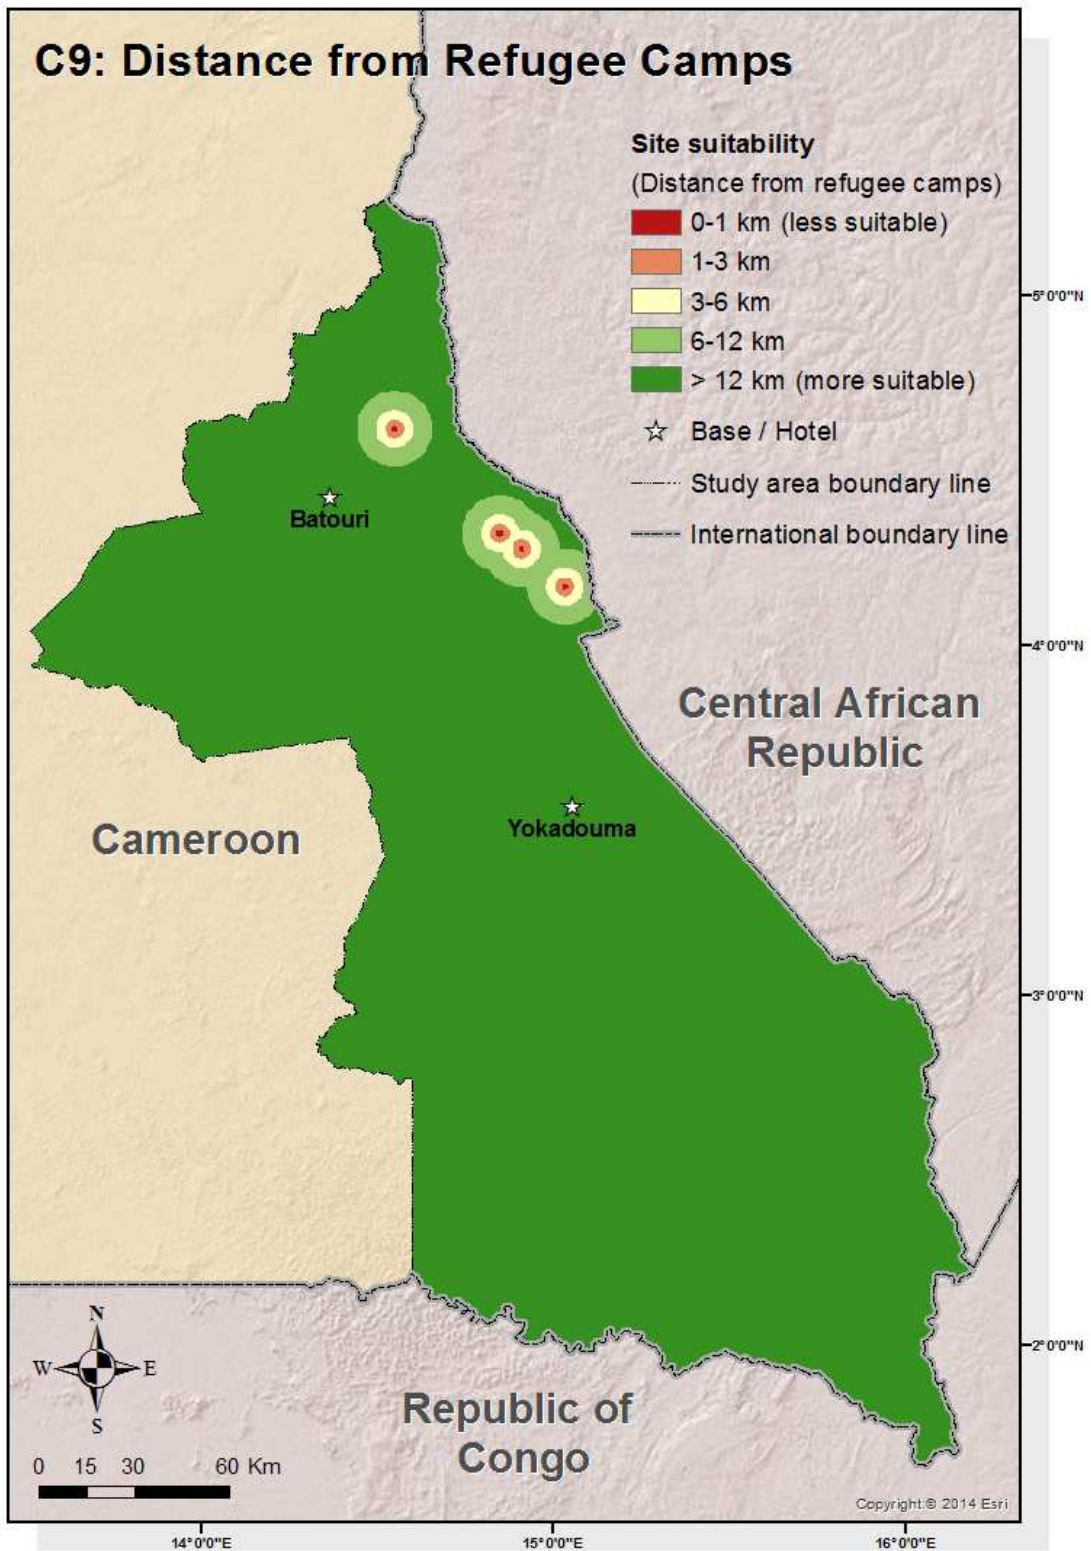 C9: Distance from Refugee Camps
Site suitability
(Distance from refugee camps)
0-1 km (less suitable)
1-3 km
3-6 km
6-12 km
> 12 km (more suitable)
Base / Hotel
Study area boundary line
International boundary line
5°0'0"N
Batouri
4°0'0"N
Central African
Republic
Yokadouma
Cameroon
3°0'0"N
2°0'0"N
N
W E
S
Republic of
Congo
0 15 30 60 Km
Copyright:© 2014 Esri
14°0'0"E 15°0'0"E 16°0'0"E